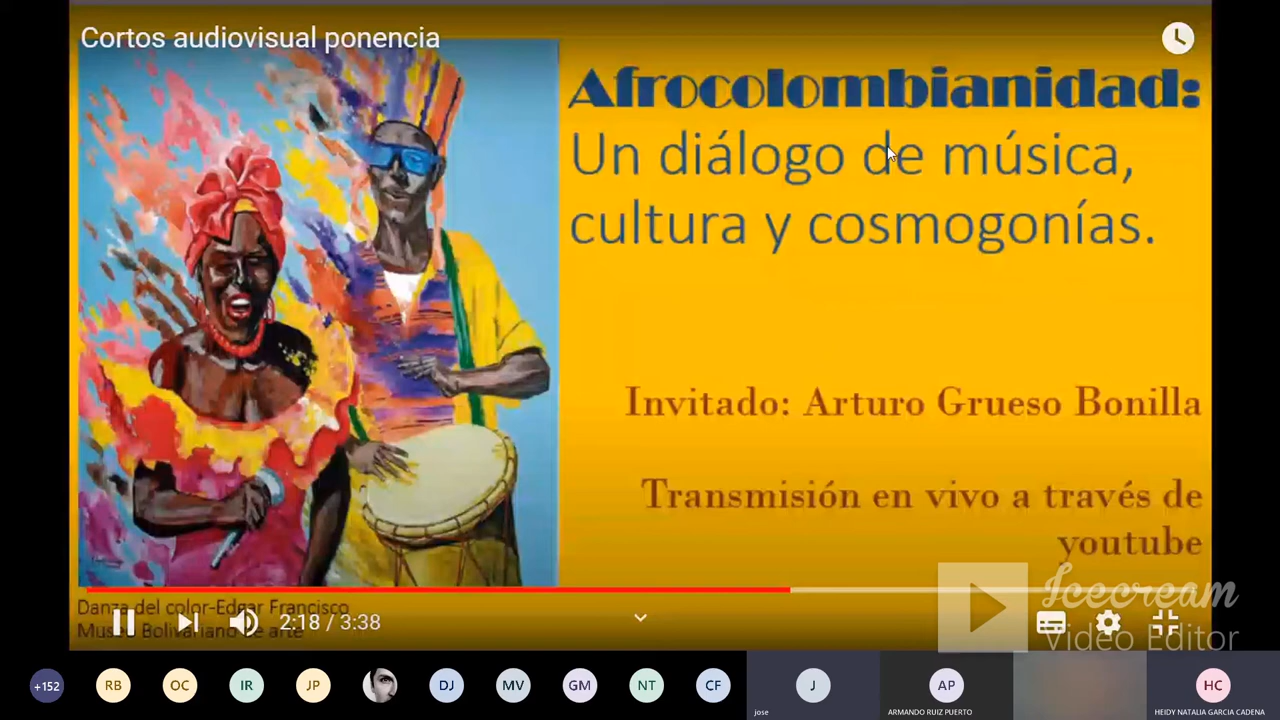 Cortos audiovisual ponencia
Afrocolombianidad:
Un diálogo de música,
cultura y cosmogonías.
Invitado: Arturo Grueso Bonilla
Transmisión en vivo a través de
youtube
Danza del color-Edgar Francisco
Museo Bolivariano de arte
2:18 / 3:38
Icecream
Video Editor
+152
RB
OC
IR
JP
DJ
MV
GM
NT
CF
J
AP
HC
jose
ARMANDO RUIZ PUERTO
HEIDY NATALIA GARCIA CADENA